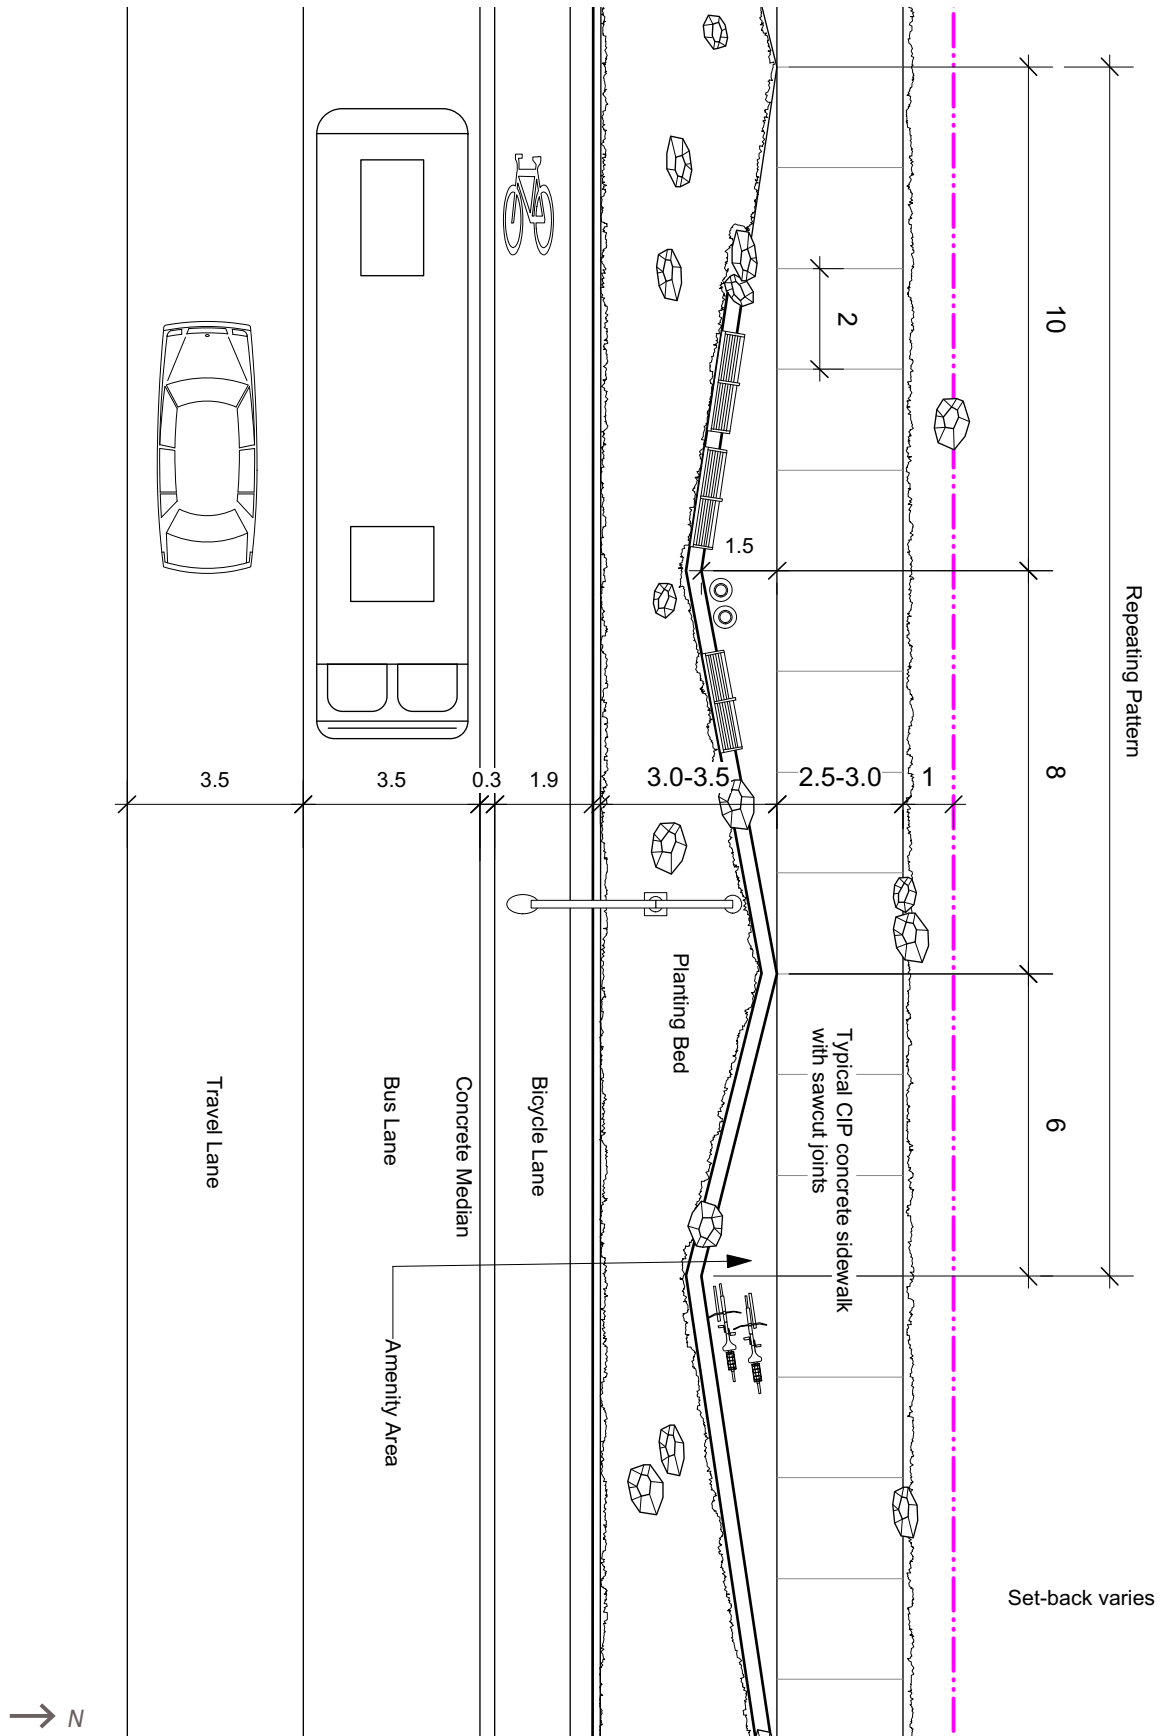 10
2
1.5
Repeating Pattern
3.5
3.5
0.3
1.9
3.0-3.5
2.5-3.0
1
8
Planting Bed
Typical CIP concrete sidewalk
with sawcut joints
6
Travel Lane
Bus Lane
Concrete Median
Bicycle Lane
Amenity Area
Set-back varies
N